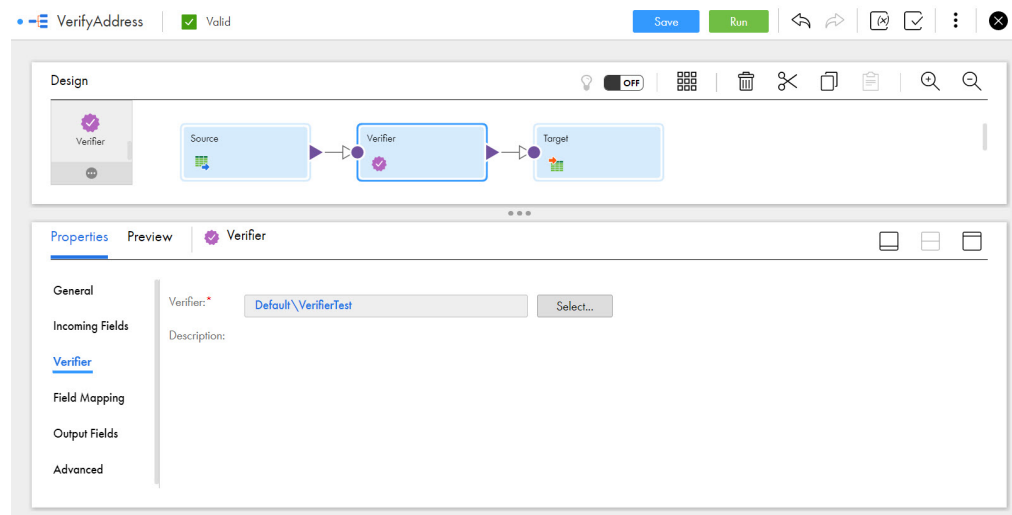 VerifyAddress
Valid
Save
Run
Design
OFF
Verifier
Source
Verifier
Target
Properties
Preview
Verifier
General
Incoming Fields
Verifier
Field Mapping
Output Fields
Advanced
Verifier:*
Default\VerifierTest
Select...
Description: